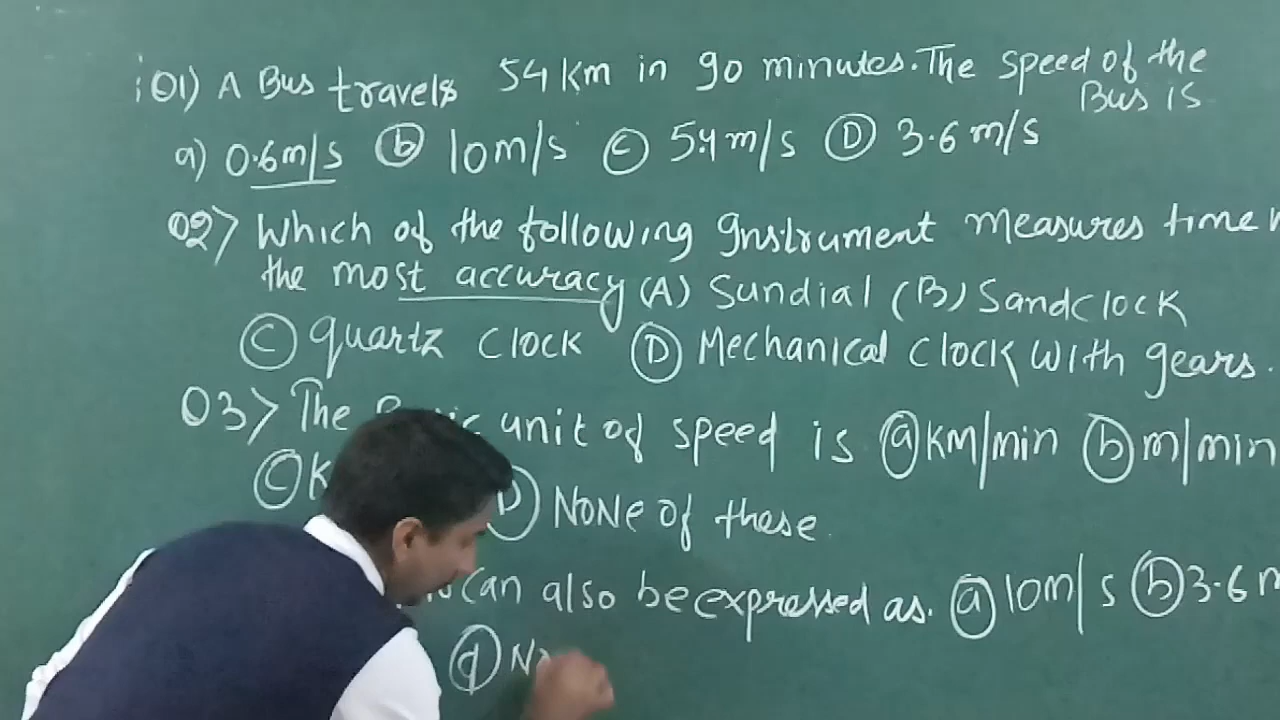 Q1) A Bus travels 54 Km in 90 minutes. The speed of the
Bus is
a) 0.6m/s (b) 10m/s (c) 5.4 m/s (D) 3.6 m/s
Q2> Which of the following Instrument measures time
the most accuracy (A) Sundial (B) SandClock
(C) quartz Clock (D) Mechanical Clock with gears.
Q3> The unit of speed is (a) Km/min (b) m/min
(C) K (D) NoNe of these
Can also be expressed as. (a) 10m/s (b) 3.6
(d)